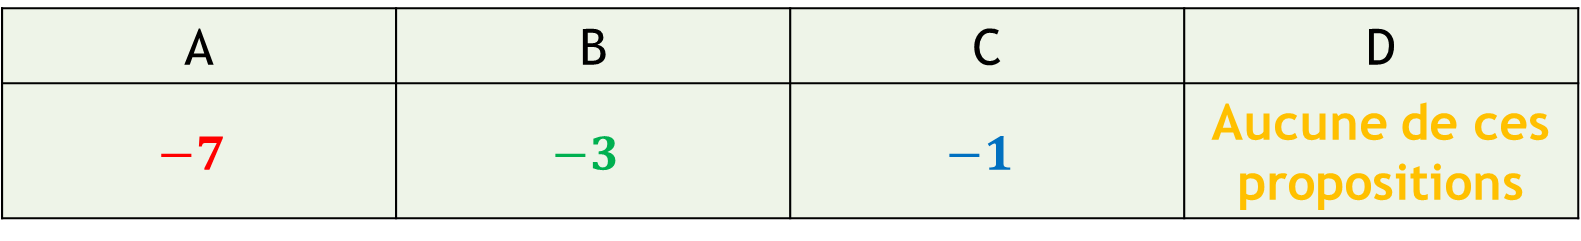 A B C D
−7 −3 −1 Aucune de ces
propositions